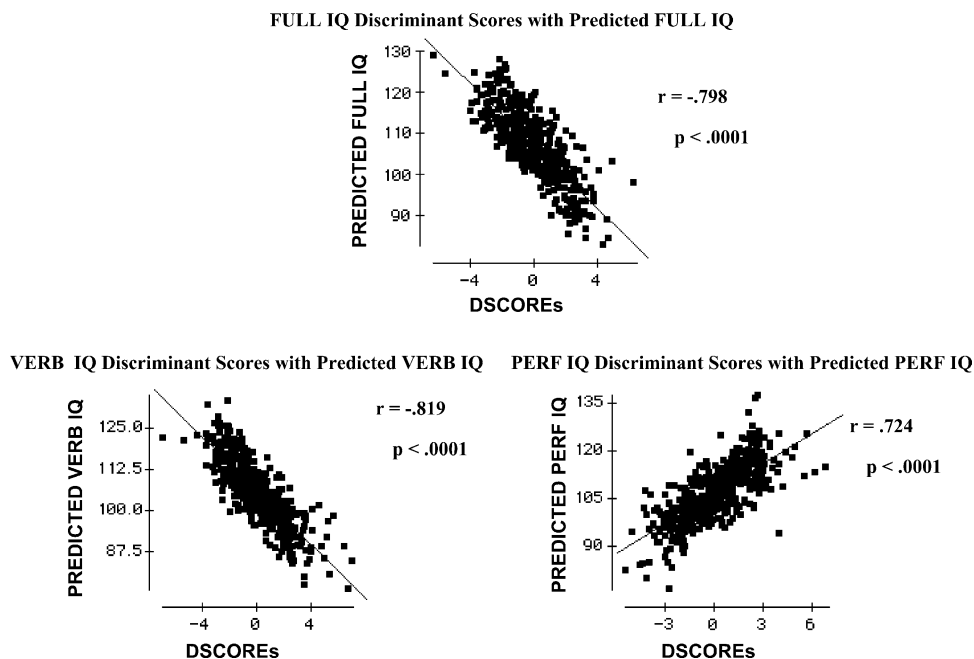 FULL IQ Discriminant Scores with Predicted FULL IQ
PREDICTED FULL IQ
130
120
110
100
90
r = -.798
p < .0001
-4 0 4
DSCOREs
VERB IQ Discriminant Scores with Predicted VERB IQ
PREDICTED VERB IQ
125.0
112.5
100.0
87.5
r = -.819
p < .0001
-4 0 4
DSCOREs
PERF IQ Discriminant Scores with Predicted PERF IQ
PREDICTED PERF IQ
135
120
105
90
r = .724
p < .0001
-3 0 3 6
DSCOREs